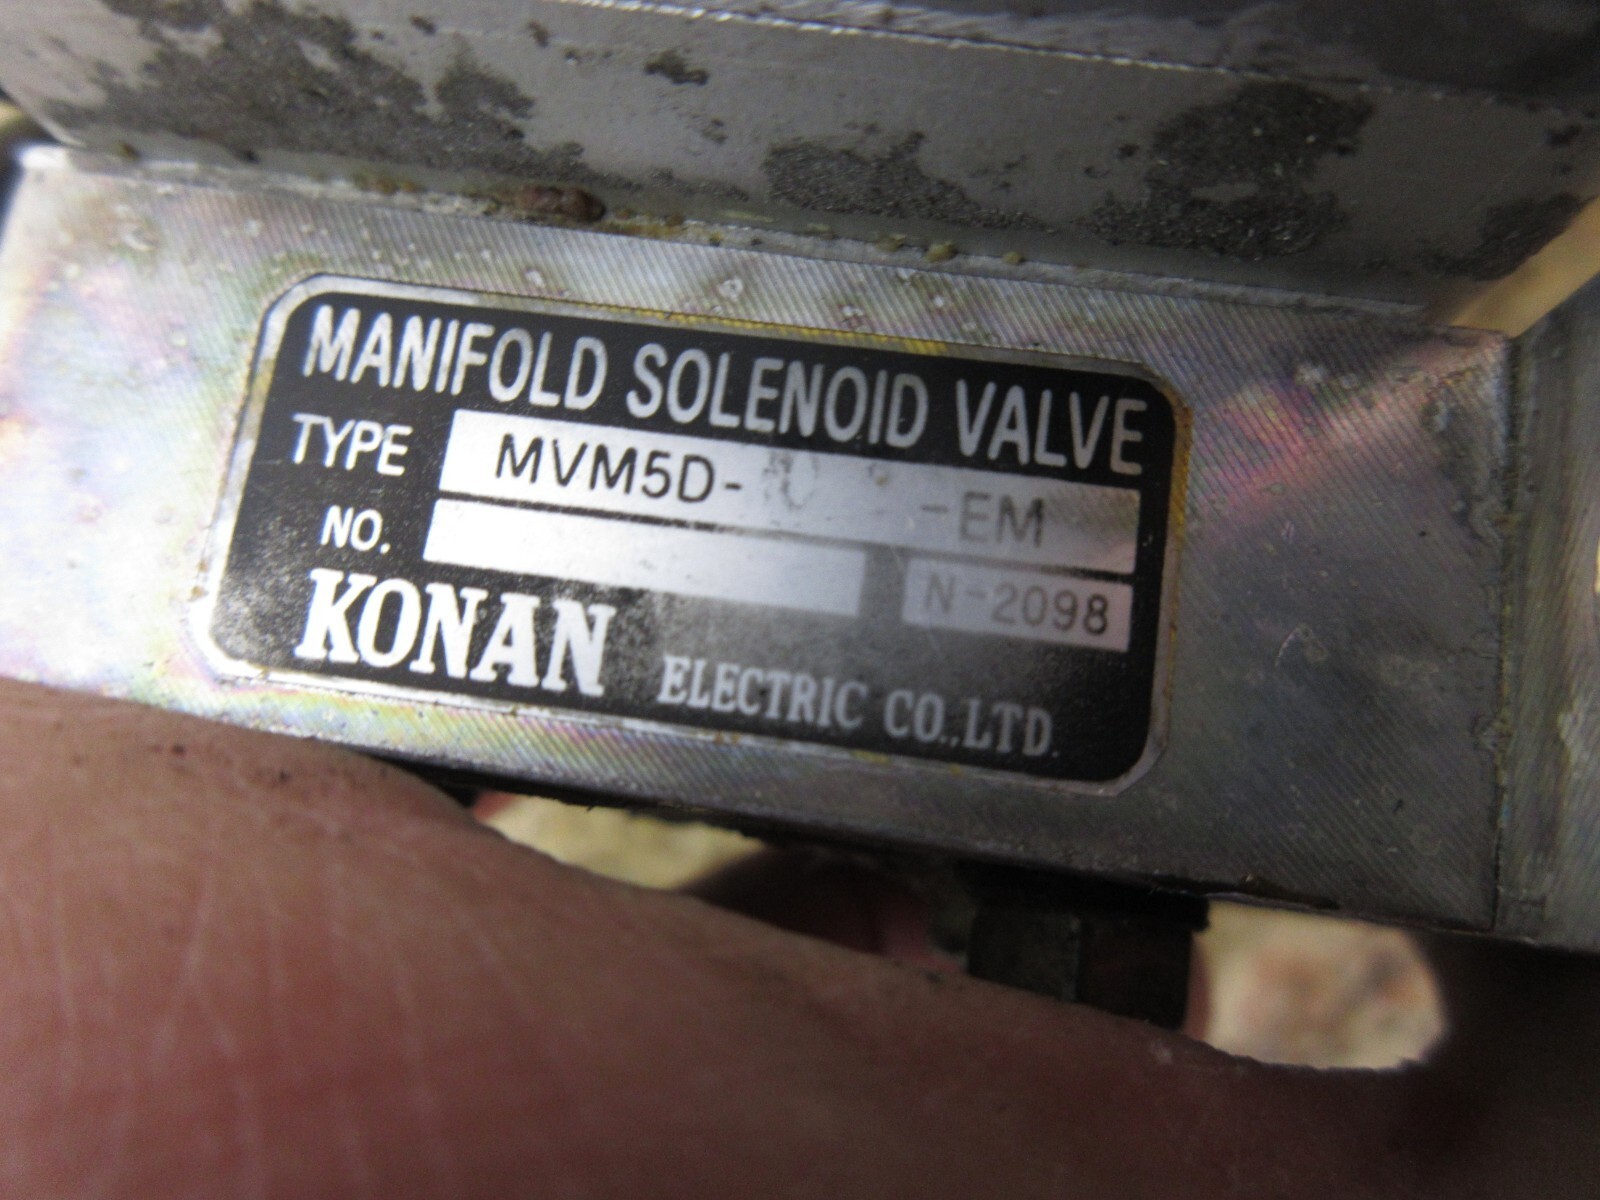 MANIFOLD SOLENOID VALVE
TYPE MVM5D- -EM
NO. N-2098
KONAN ELECTRIC CO.,LTD.